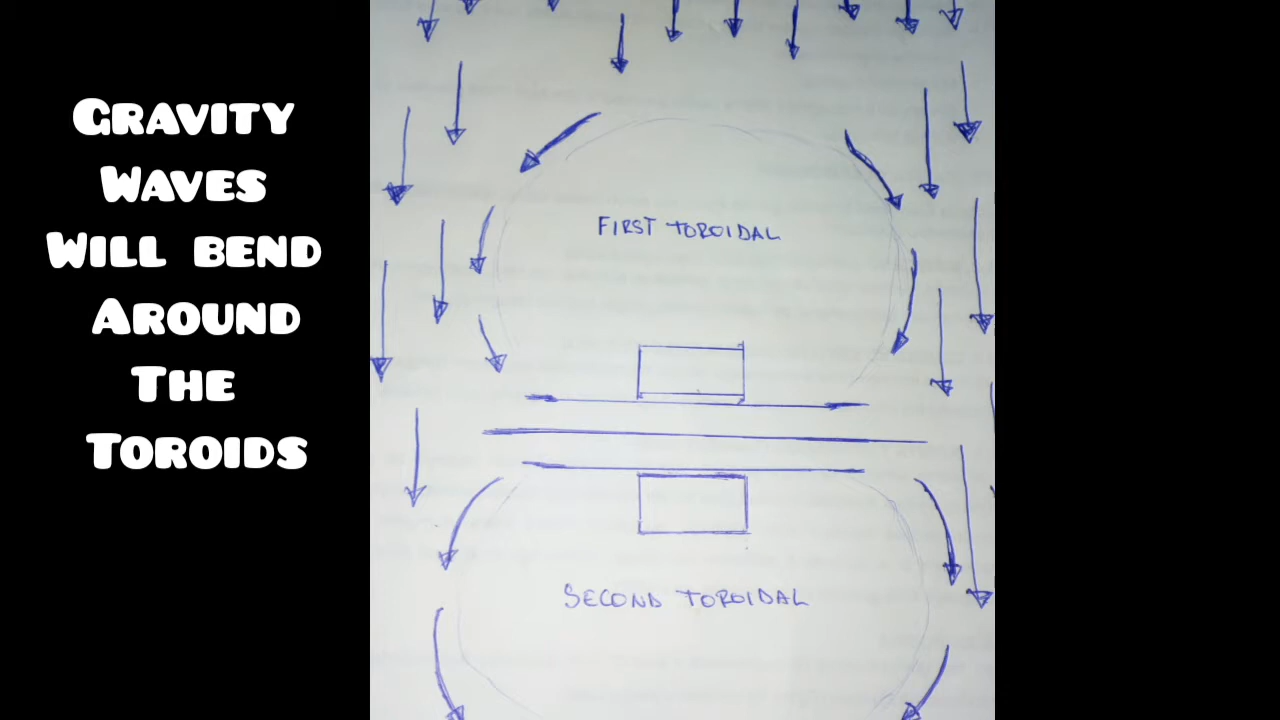 GRAVITY
WAVES
WILL BEND
AROUND
THE
TOROIDS
FIRST TOROIDAL
SECOND TOROIDAL